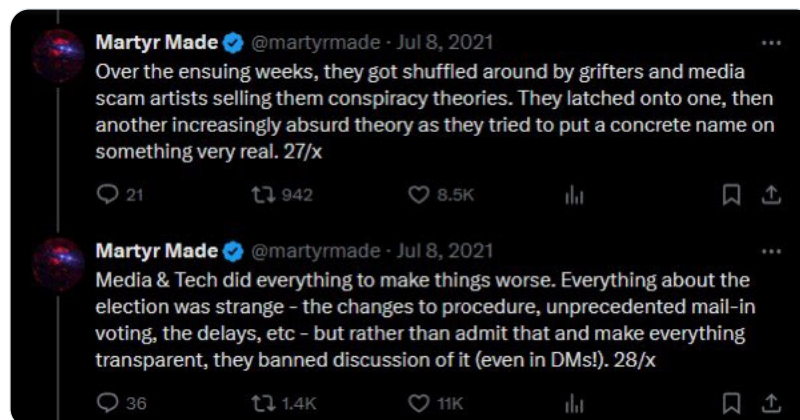 Martyr Made @martyrmade · Jul 8, 2021
Over the ensuing weeks, they got shuffled around by grifters and media
scam artists selling them conspiracy theories. They latched onto one, then
another increasingly absurd theory as they tried to put a concrete name on
something very real. 27/x
21 942 8.5K
Martyr Made @martyrmade · Jul 8, 2021
Media & Tech did everything to make things worse. Everything about the
election was strange – the changes to procedure, unprecedented mail-in
voting, the delays, etc – but rather than admit that and make everything
transparent, they banned discussion of it (even in DMs!). 28/x
36 1.4K 11K